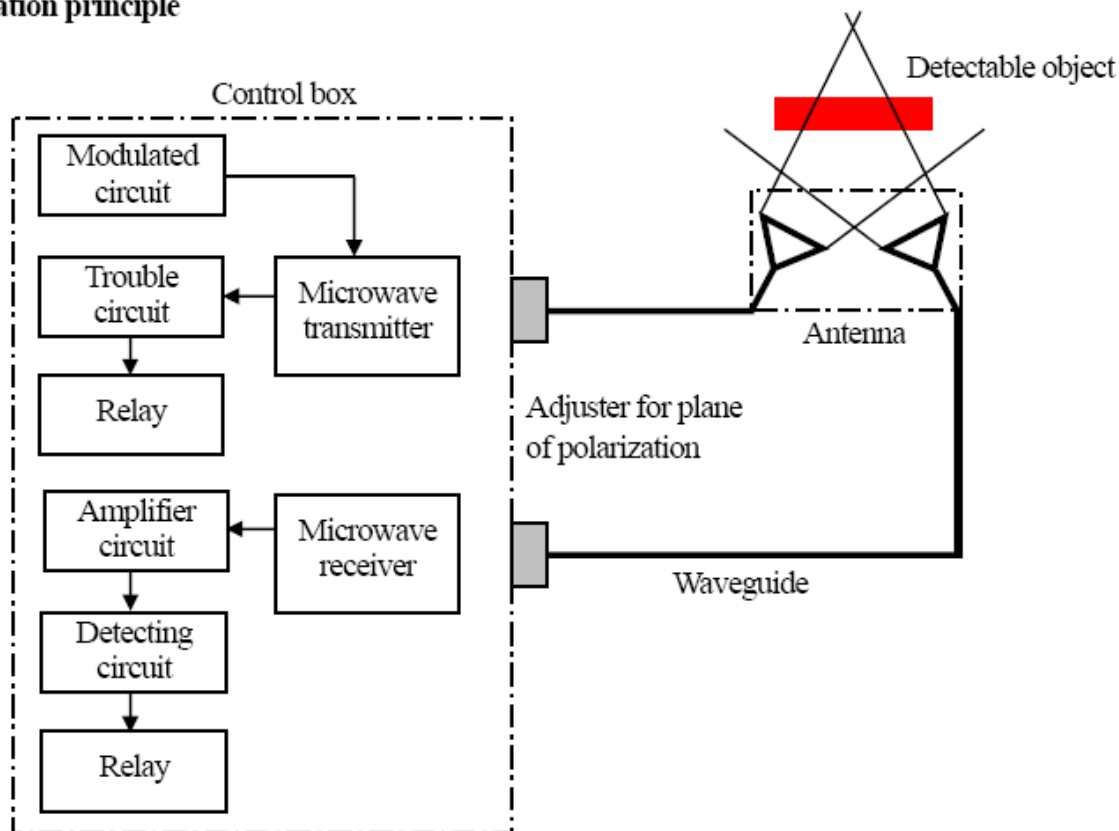 principle
Detectable object
Control box
Modulated
circuit
Trouble
circuit
Microwave
transmitter
Antenna
Relay
Adjuster for plane
of polarization
Amplifier
circuit
Microwave
receiver
Waveguide
Detecting
circuit
Relay